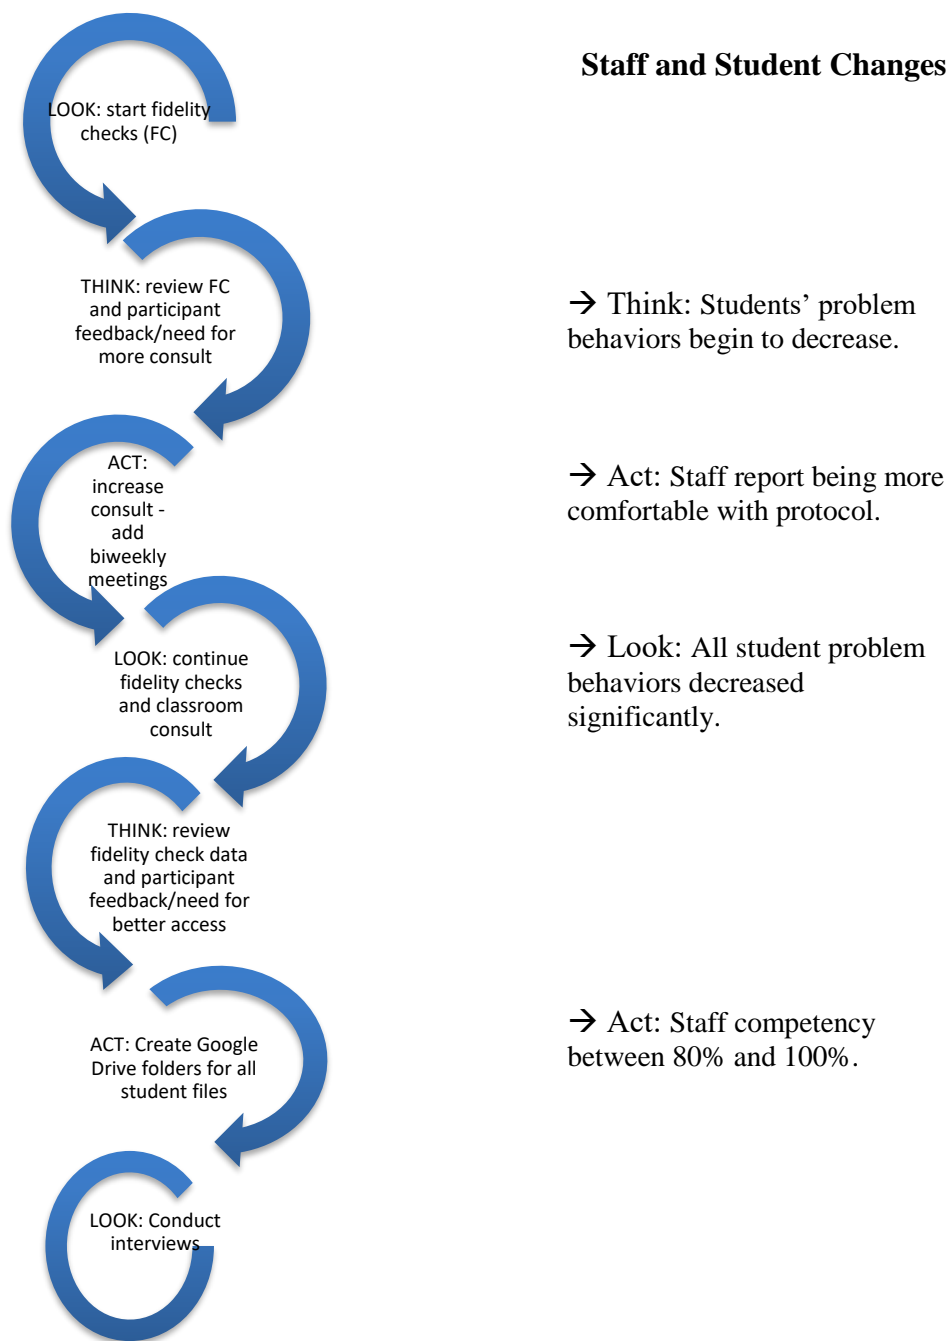 Staff and Student Changes
LOOK: start fidelity
checks (FC)
THINK: review FC
and participant
feedback/need for
more consult
→ Think: Students’ problem
behaviors begin to decrease.
ACT:
increase
consult -
add
biweekly
meetings
→ Act: Staff report being more
comfortable with protocol.
LOOK: continue
fidelity checks
and classroom
consult
→ Look: All student problem
behaviors decreased
significantly.
THINK: review
fidelity check data
and participant
feedback/need for
better access
ACT: Create Google
Drive folders for all
student files
→ Act: Staff competency
between 80% and 100%.
LOOK: Conduct
interviews